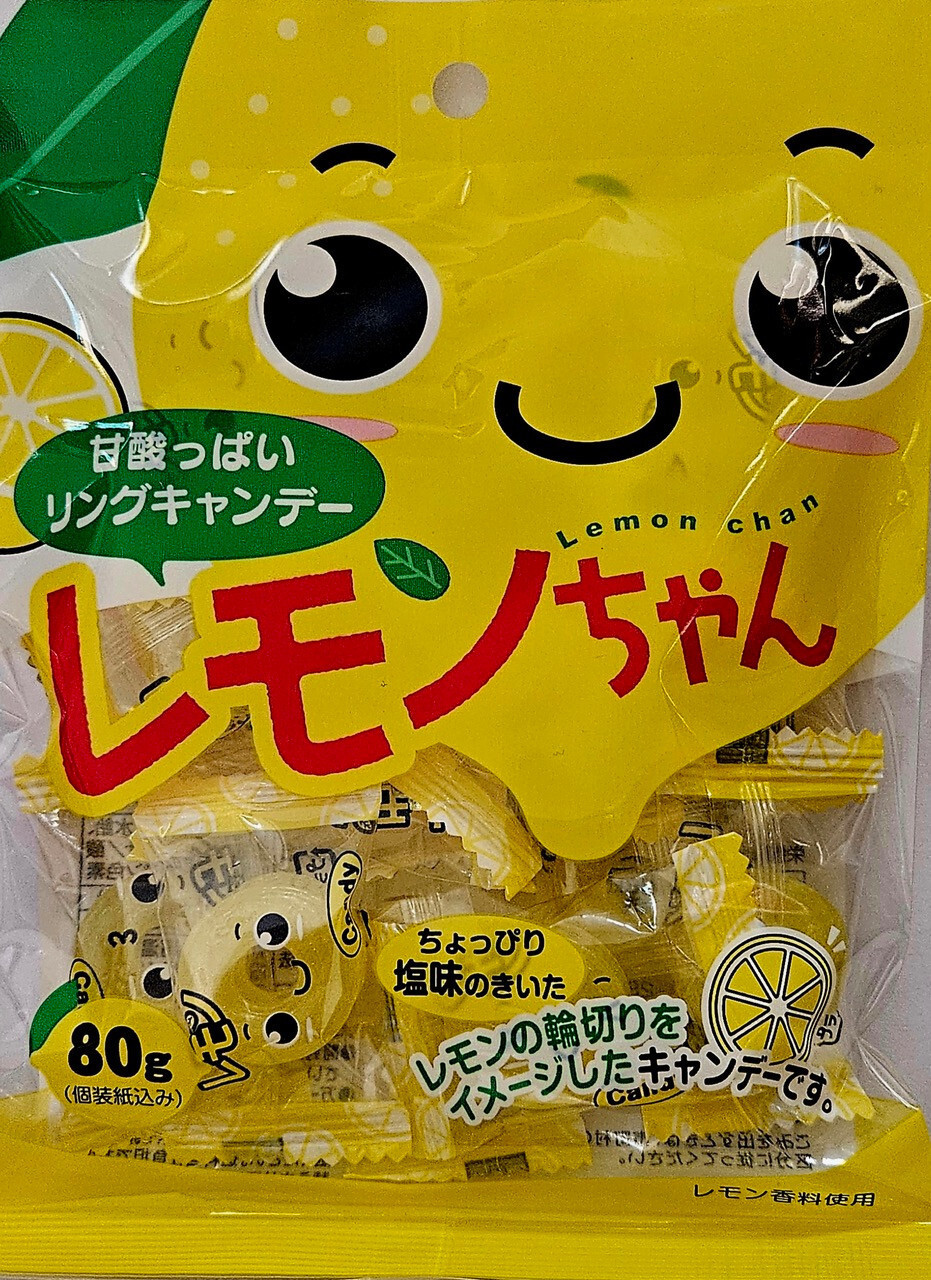 甘酸っぱい
リングキャンデー
Lemon chan
レモンちゃん
ちょっぴり
塩味のきいた
レモンの輪切りを
イメージしたキャンデーです。
80g
(個装紙込み)
レモン香料使用